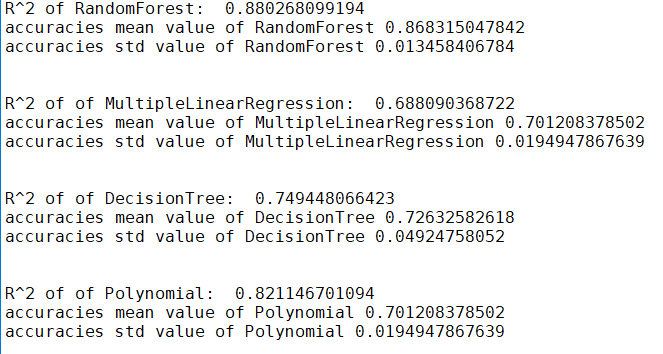 R^2 of RandomForest:  0.880268099194
accuracies mean value of RandomForest 0.868315047842
accuracies std value of RandomForest 0.013458406784
R^2 of of MultipleLinearRegression:  0.688090368722
accuracies mean value of MultipleLinearRegression 0.701208378502
accuracies std value of MultipleLinearRegression 0.0194947867639
R^2 of of DecisionTree:  0.749448066423
accuracies mean value of DecisionTree 0.72632582618
accuracies std value of DecisionTree 0.04924758052
R^2 of of Polynomial:  0.821146701094
accuracies mean value of Polynomial 0.701208378502
accuracies std value of Polynomial 0.0194947867639